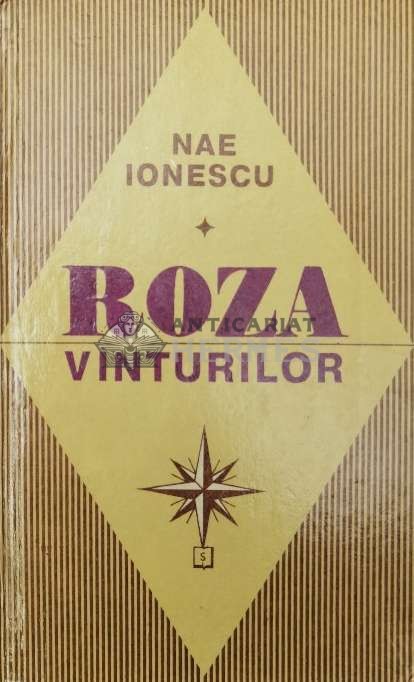 NAE
IONESCU
ROZA
ANTICARIAT
VINTURILOR
S